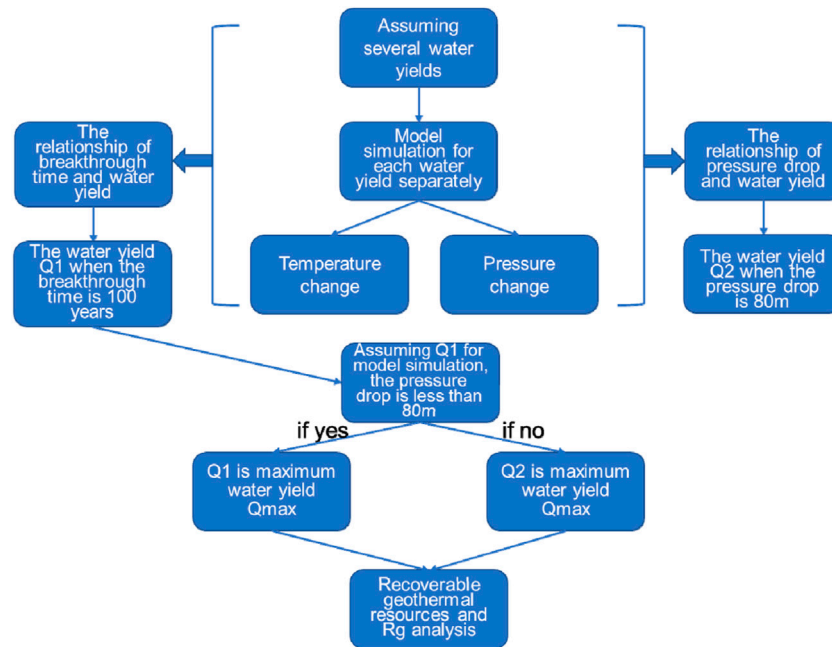 Assuming
several water
yields
The
relationship of
breakthrough
time and water
yield
Model
simulation for
each water
yield separately
The
relationship of
pressure drop
and water yield
The water yield
Q1 when the
breakthrough
time is 100
years
Temperature
change
Pressure
change
The water yield
Q2 when the
pressure drop
is 80m
Assuming Q1 for
model simulation,
the pressure
drop is less than
80m
if yes
if no
Q1 is maximum
water yield
Qmax
Q2 is maximum
water yield
Qmax
Recoverable
geothermal
resources and
Rg analysis